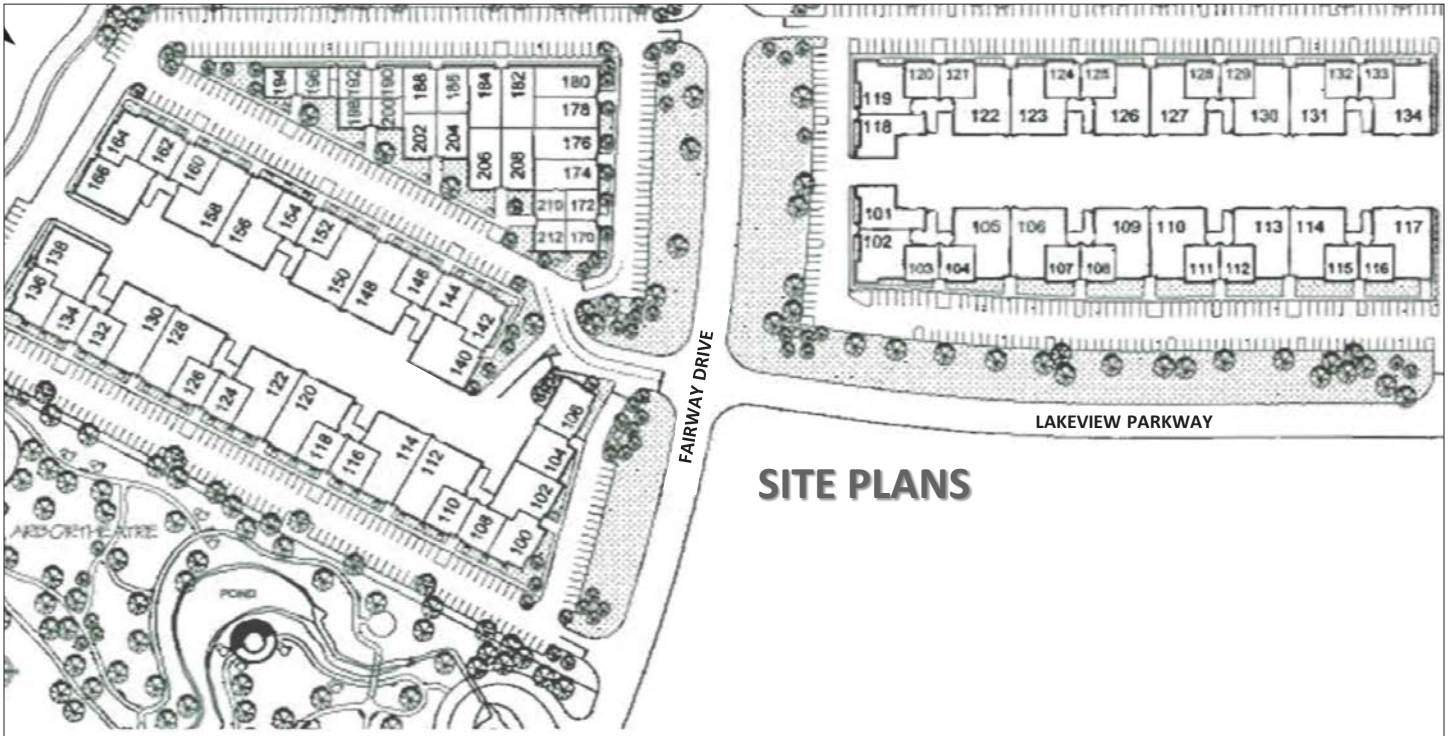 194 196 192 190 188 186 184 182 180
178
198 200 202 204 176
206 208 174
210 172
212 170
164 162 160 158 156 154 152 150 148 146 144 142 140
166
138
136 134 132 130 128 126 124 122 120 118 116 114 112 110 108 100
106
104
102
120 121 124 125 128 129 132 133
119 122 123 126 127 130 131 134
118
101 105 106 109 110 113 114 117
102 103 104 107 108 111 112 115 116
FAIRWAY DRIVE
LAKEVIEW PARKWAY
SITE PLANS
ARBORTHEATRE
POND